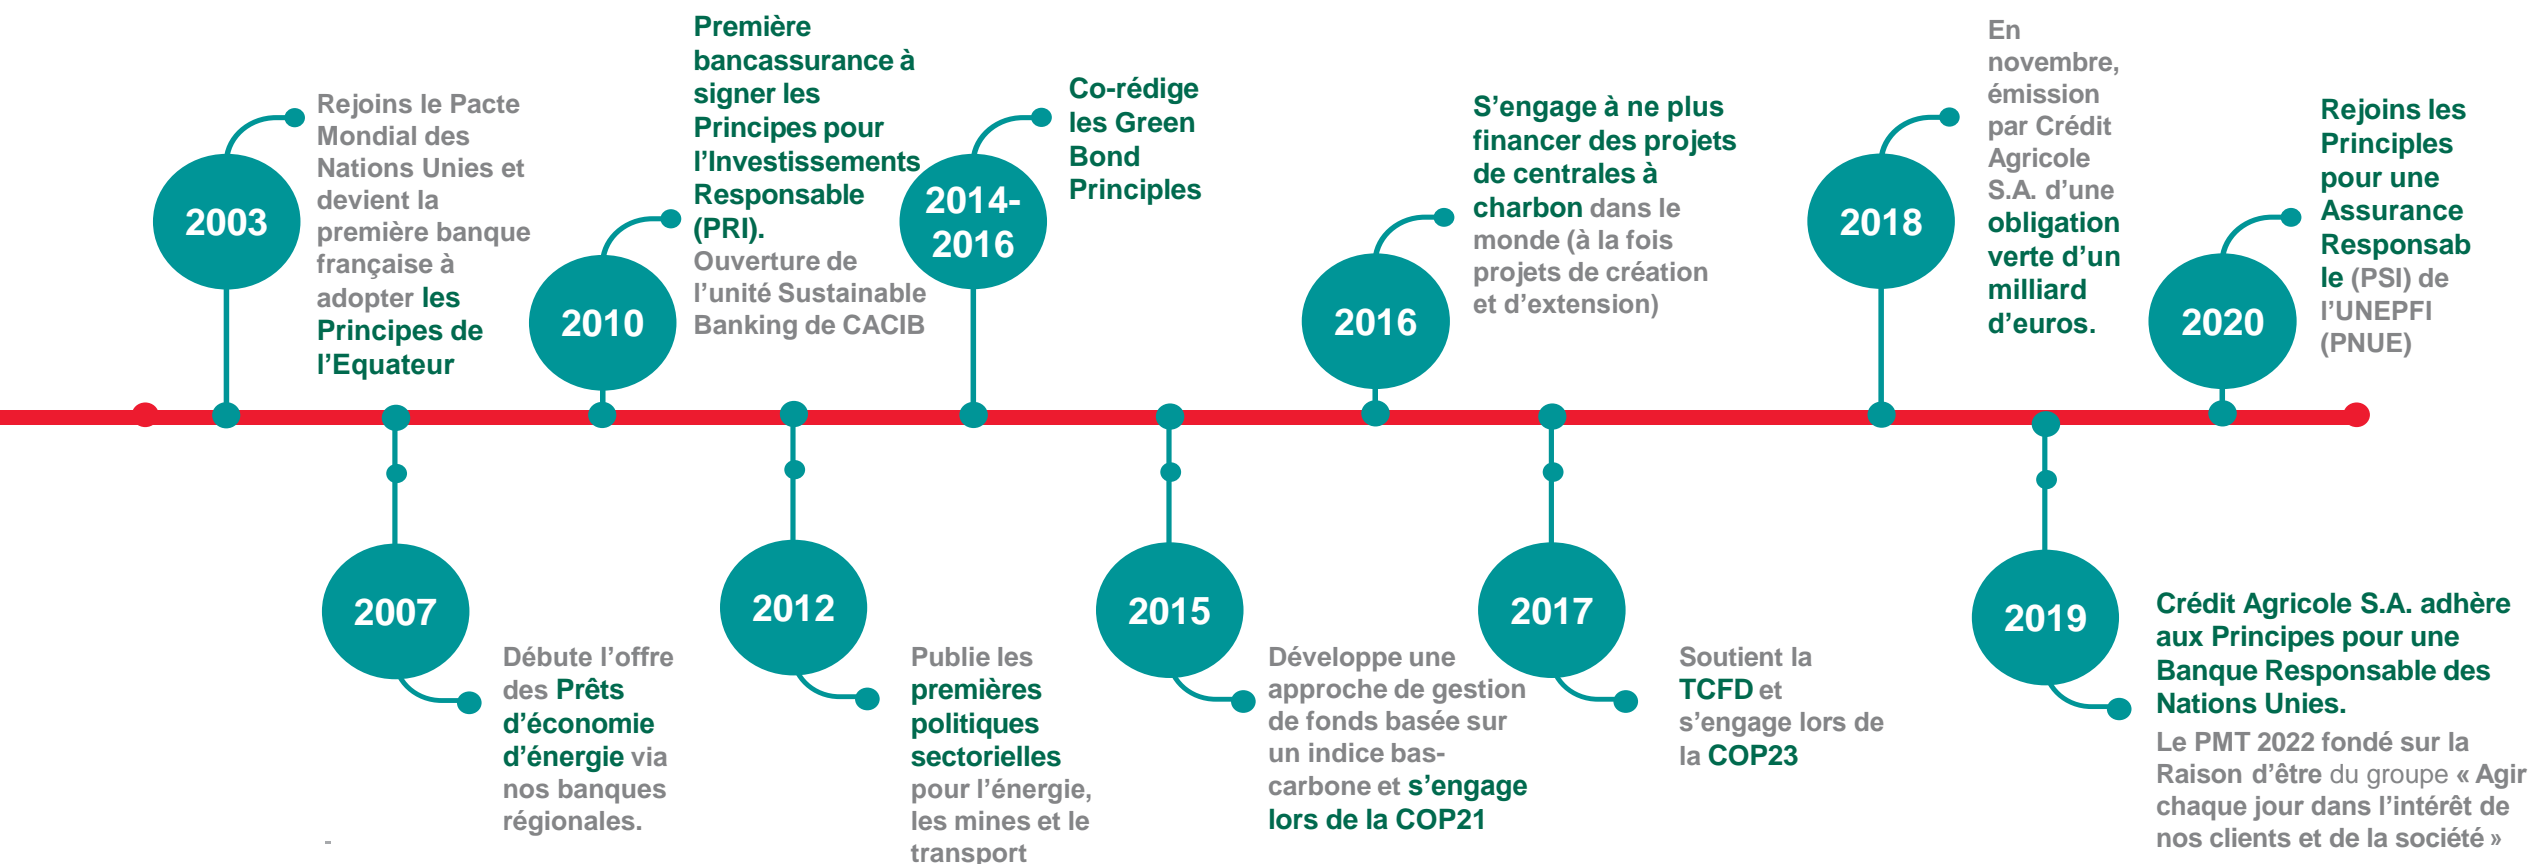 2003
Rejoins le Pacte
Mondial des
Nations Unies et
devient la
première banque
française à
adopter les
Principes de
l’Equateur
2007
Débute l’offre
des Prêts
d’économie
d’énergie via
nos banques
régionales.
2010
Première
bancassurance à
signer les
Principes pour
l’Investissements
Responsable
(PRI).
Ouverture de
l’unité Sustainable
Banking de CACIB
2012
Publie les
premières
politiques
sectorielles
pour l’énergie,
les mines et le
transport
2014-
2016
Co-rédige
les Green
Bond
Principles
2015
Développe une
approche de gestion
de fonds basée sur
un indice bas-
carbone et s’engage
lors de la COP21
2016
S’engage à ne plus
financer des projets
de centrales à
charbon dans le
monde (à la fois
projets de création
et d’extension)
2017
Soutient la
TCFD et
s’engage lors de
la COP23
2018
En
novembre,
émission
par Crédit
Agricole
S.A. d’une
obligation
verte d’un
milliard
d’euros.
2019
Crédit Agricole S.A. adhère
aux Principes pour une
Banque Responsable des
Nations Unies.
Le PMT 2022 fondé sur la
Raison d’être du groupe « Agir
chaque jour dans l’intérêt de
nos clients et de la société »
2020
Rejoins les
Principles
pour une
Assurance
Responsab
le (PSI) de
l’UNEPFI
(PNUE)